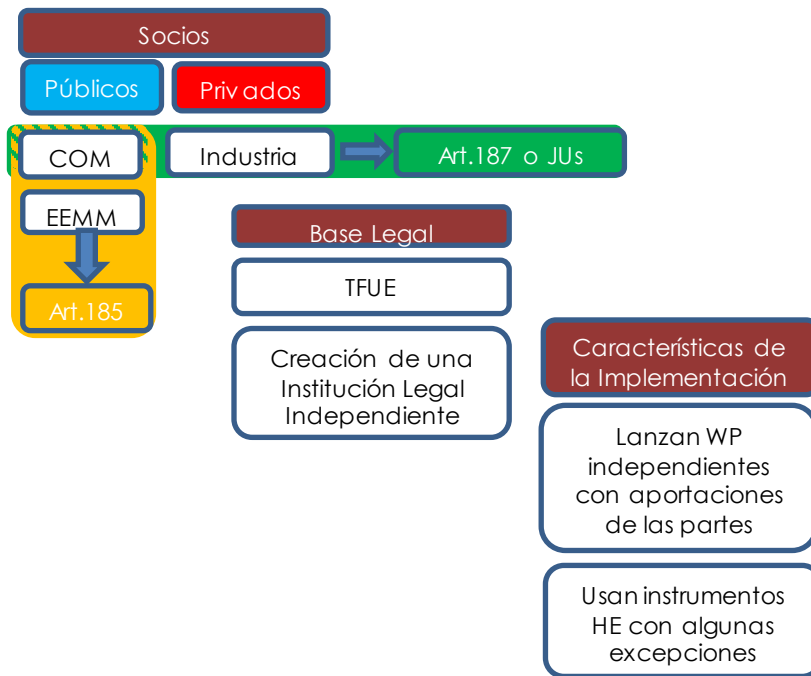 Socios
Públicos
Privados
COM
Industria
Art.187 o JUs
EEMM
Art.185
Base Legal
TFUE
Creación de una
Institución Legal
Independiente
Características de
la Implementación
Lanzan WP
independientes
con aportaciones
de las partes
Usan instrumentos
HE con algunas
excepciones